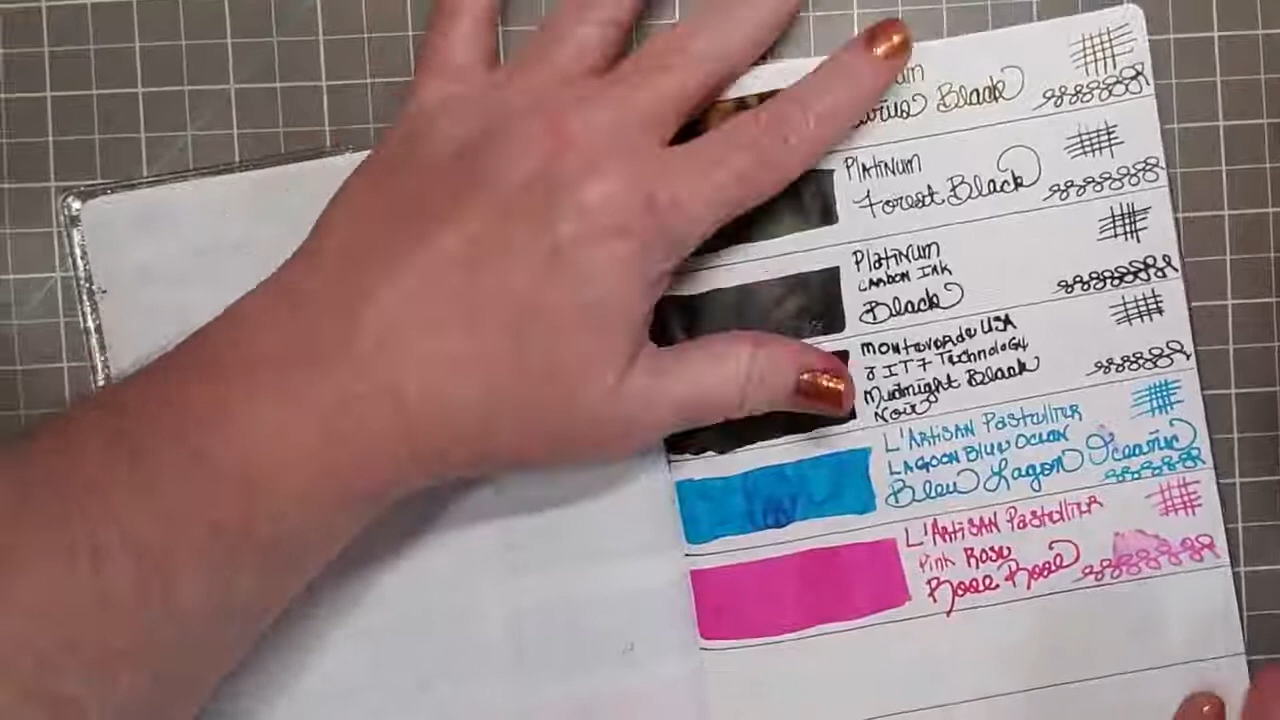 Black
Platinum
Forest Black
Platinum
Carbon Ink
Black
Monteverde USA
Technology
Midnight Black
Noir
L'Artisan Pastellier
Lagoon Blue Ocean
Bleu Lagon Oceanic
L'Artisan Pastellier
Pink Rose
Rose Rose